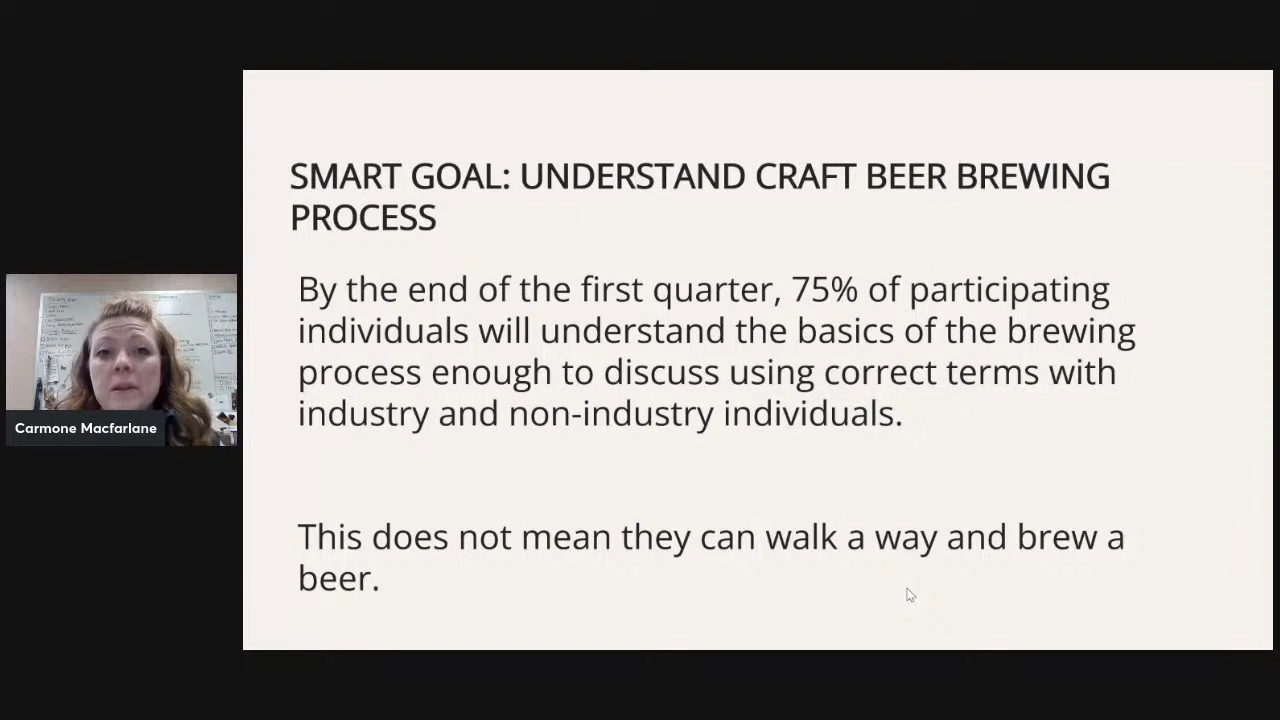 SMART GOAL: UNDERSTAND CRAFT BEER BREWING
PROCESS
By the end of the first quarter, 75% of participating
individuals will understand the basics of the brewing
process enough to discuss using correct terms with
industry and non-industry individuals.
This does not mean they can walk a way and brew a
beer.
Carmone Macfarlane